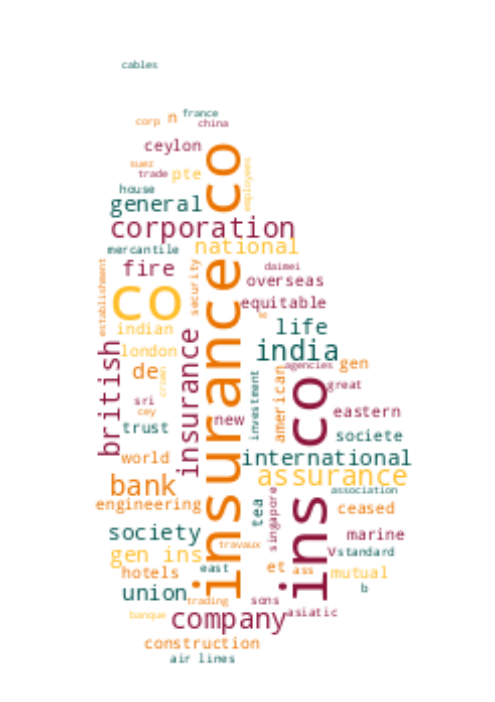 cables
france
corp n
china
ceylon
suez
trade pte
house
general
co
employees
corporation
mercantile national
fire
daimei
overseas
establishment
security
co
equitable
indian
life
london
india
british
insurance
insurance co
de
crown
agencies gen
sri
cey
great
trust
new
investment
american
ins co
eastern
societe
world
international
bank
assurance
engineering
association
tea
singapore
ceased
society
marine
gen ins
travaux
Vstandard
hotels
east
et ass mutual
union
b
trading
sons
banque
company
asiatic
construction
air lines